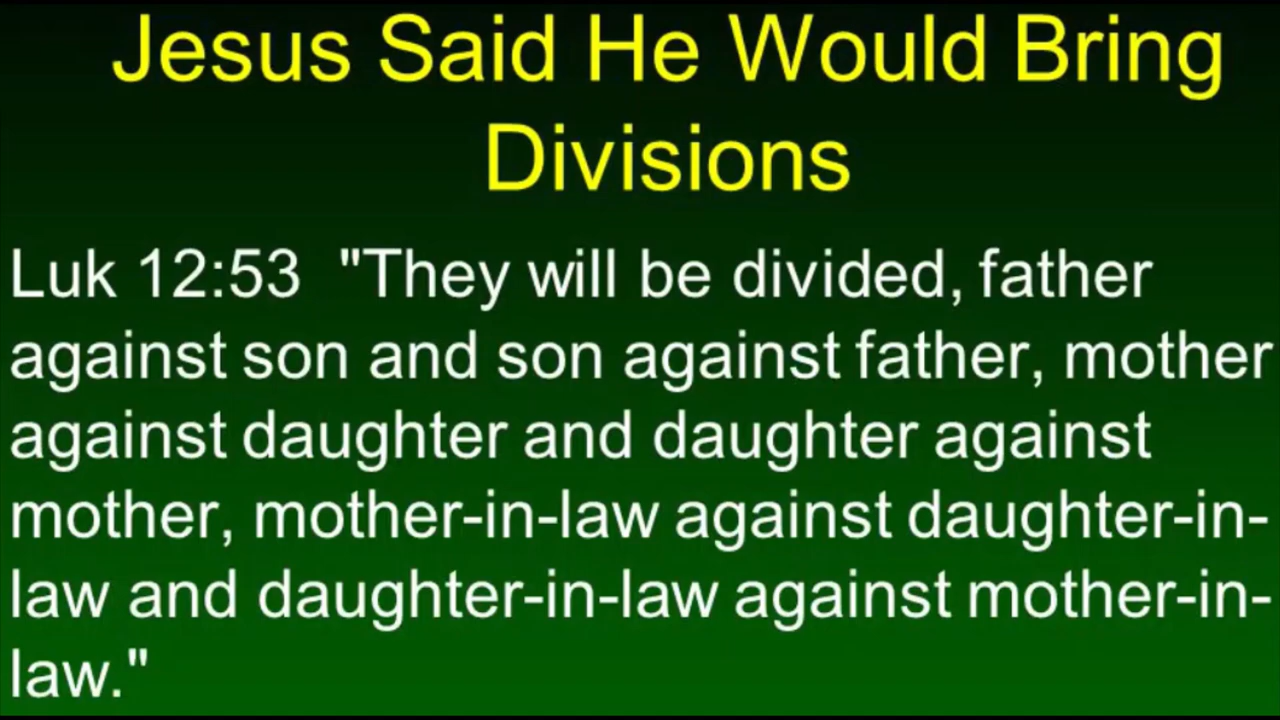 Jesus Said He Would Bring
Divisions
Luk 12:53  "They will be divided, father
against son and son against father, mother
against daughter and daughter against
mother, mother-in-law against daughter-in-
law and daughter-in-law against mother-in-
law."